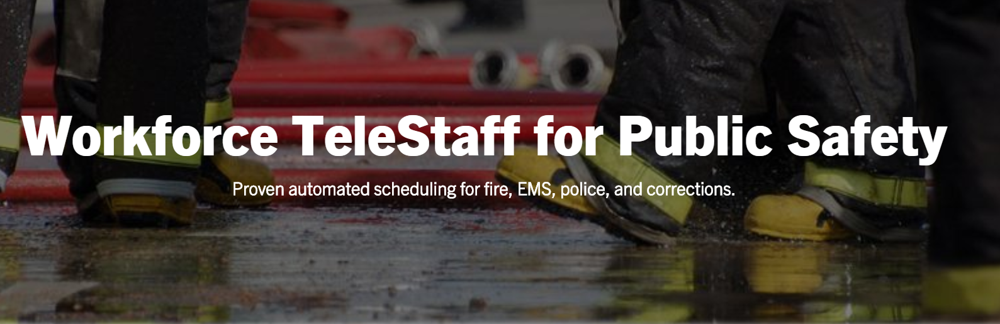 Workforce TeleStaff for Public Safety
Proven automated scheduling for fire, EMS, police, and corrections.